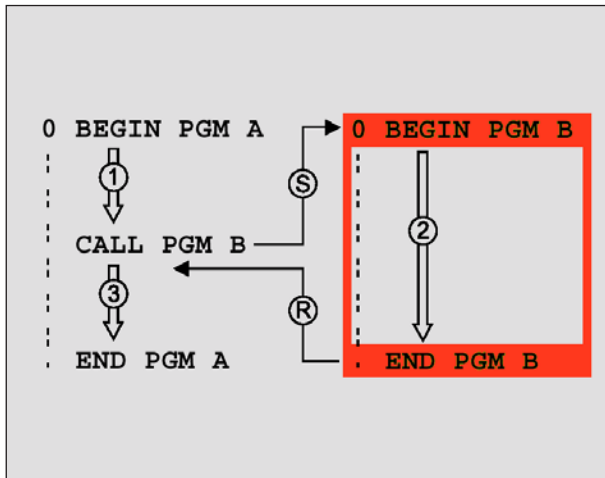 0 BEGIN PGM A
1
S
CALL PGM B
3
R
END PGM A
0 BEGIN PGM B
2
END PGM B